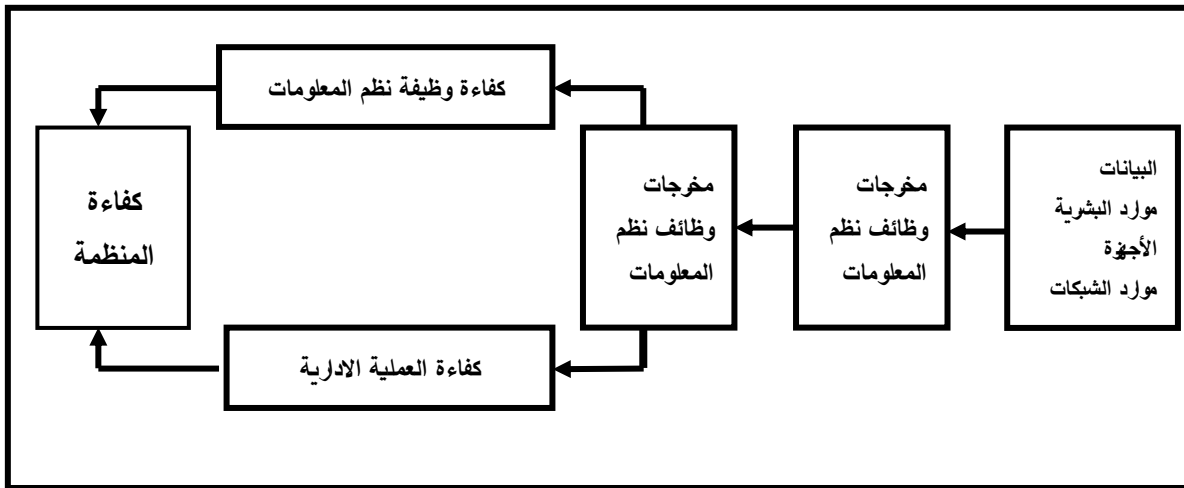 البيانات
موارد البشرية
الأجهزة
موارد الشبكات
مخرجات
وظائف نظم
المعلومات
مخرجات
وظائف نظم
المعلومات
كفاءة وظيفة نظم المعلومات
كفاءة العملية الادارية
كفاءة
المنظمة